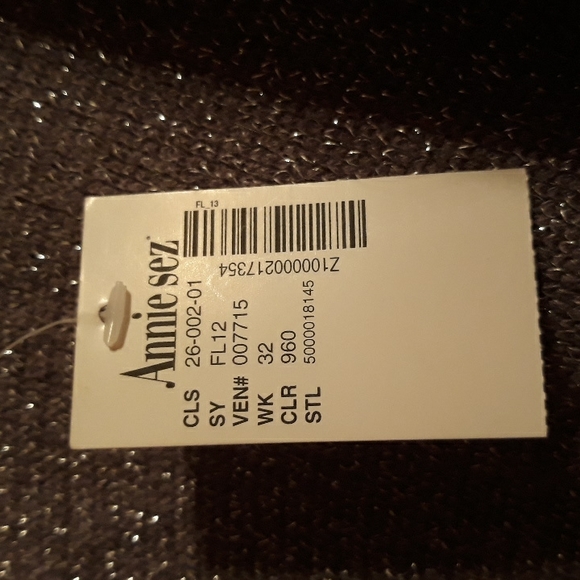 Annie sez
FL_13
Z100000217354
CLS 26-002-01
SY FL12
VEN# 007715
WK 32
CLR 960
STL 5000018145